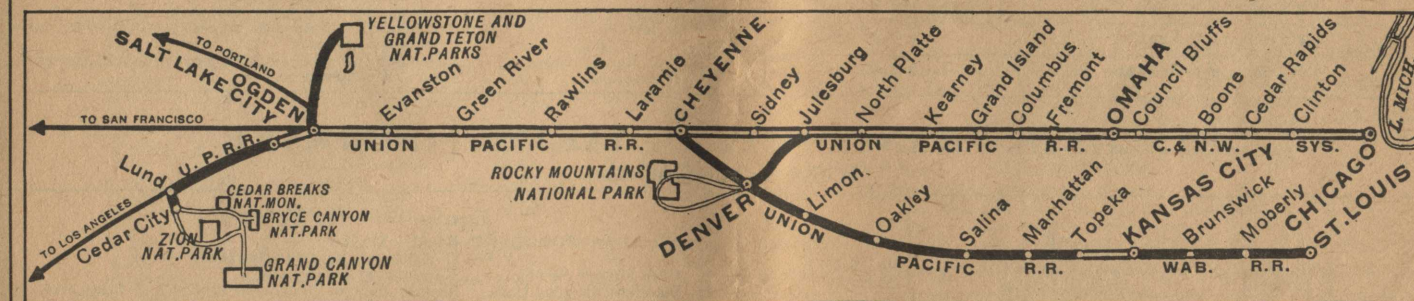 YELLOWSTONE AND
GRAND TETON
NAT. PARKS
TO PORTLAND
SALT LAKE CITY
OGDEN
TO SAN FRANCISCO
Evanston
Green River
Rawlins
Laramie
CHEYENNE
Sidney
Julesburg
North Platte
Kearney
Grand Island
Columbus
Fremont
OMAHA
Council Bluffs
Boone
Cedar Rapids
Clinton
CHICAGO
L. MICH
UNION PACIFIC R.R.
UNION PACIFIC R.R.
C. & N.W. SYS.
U. P. R.R.
Lund
Cedar City
TO LOS ANGELES
CEDAR BREAKS
NAT. MON.
BRYCE CANYON
NAT. PARK
ZION
NAT. PARK
GRAND CANYON
NAT. PARK
ROCKY MOUNTAINS
NATIONAL PARK
DENVER
Limon
Oakley
Salina
Manhattan
Topeka
KANSAS CITY
Brunswick
Moberly
ST. LOUIS
UNION PACIFIC R.R.
WAB. R.R.